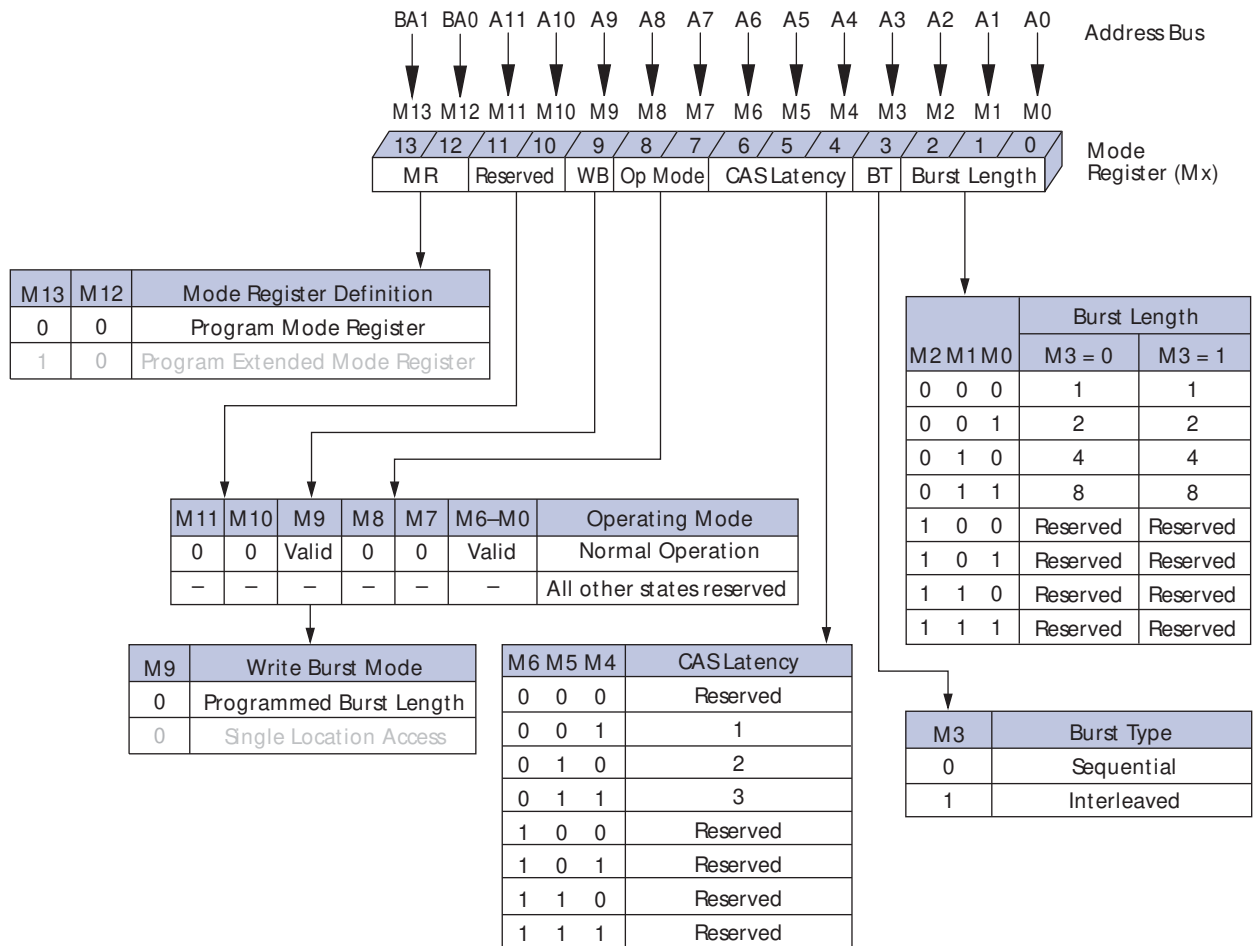 BA1 BA0 A11 A10 A9 A8 A7 A6 A5 A4 A3 A2 A1 A0
Address Bus
M13 M12 M11 M10 M9 M8 M7 M6 M5 M4 M3 M2 M1 M0
13 12 11 10 9 8 7 6 5 4 3 2 1 0
MR Reserved WB Op Mode CAS Latency BT Burst Length
Mode
Register (Mx)
M13 M12 Mode Register Definition
0 0 Program Mode Register
1 0 Program Extended Mode Register
Burst Length
M2 M1 M0 M3 = 0 M3 = 1
0 0 0 1 1
0 0 1 2 2
0 1 0 4 4
0 1 1 8 8
1 0 0 Reserved Reserved
1 0 1 Reserved Reserved
1 1 0 Reserved Reserved
1 1 1 Reserved Reserved
M11 M10 M9 M8 M7 M6–M0 Operating Mode
0 0 Valid 0 0 Valid Normal Operation
– – – – – – All other states reserved
M9 Write Burst Mode
0 Programmed Burst Length
0 Single Location Access
M6 M5 M4 CAS Latency
0 0 0 Reserved
0 0 1 1
0 1 0 2
0 1 1 3
1 0 0 Reserved
1 0 1 Reserved
1 1 0 Reserved
1 1 1 Reserved
M3 Burst Type
0 Sequential
1 Interleaved